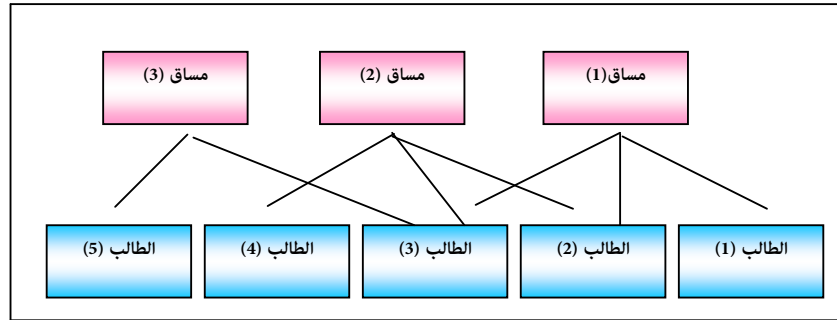 مساق(1)
مساق (2)
مساق (3)
الطالب (1)
الطالب (2)
الطالب (3)
الطالب (4)
الطالب (5)